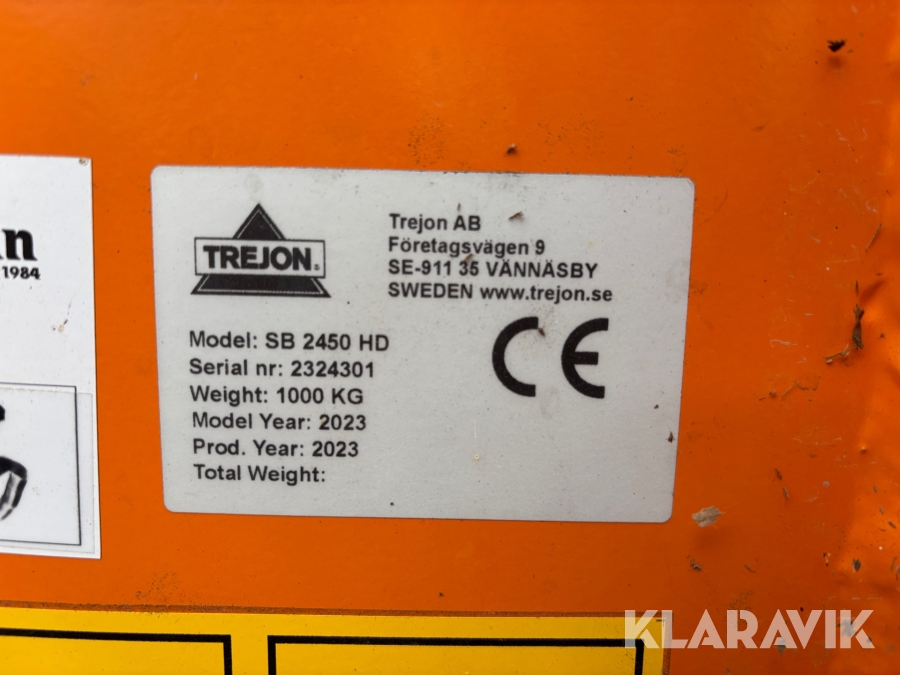 1984
TREJON
Trejon AB
Företagsvägen 9
SE-911 35 VÄNNÄSBY
SWEDEN www.trejon.se
CE
Model: SB 2450 HD
Serial nr: 2324301
Weight: 1000 KG
Model Year: 2023
Prod. Year: 2023
Total Weight:
KLARAVIK